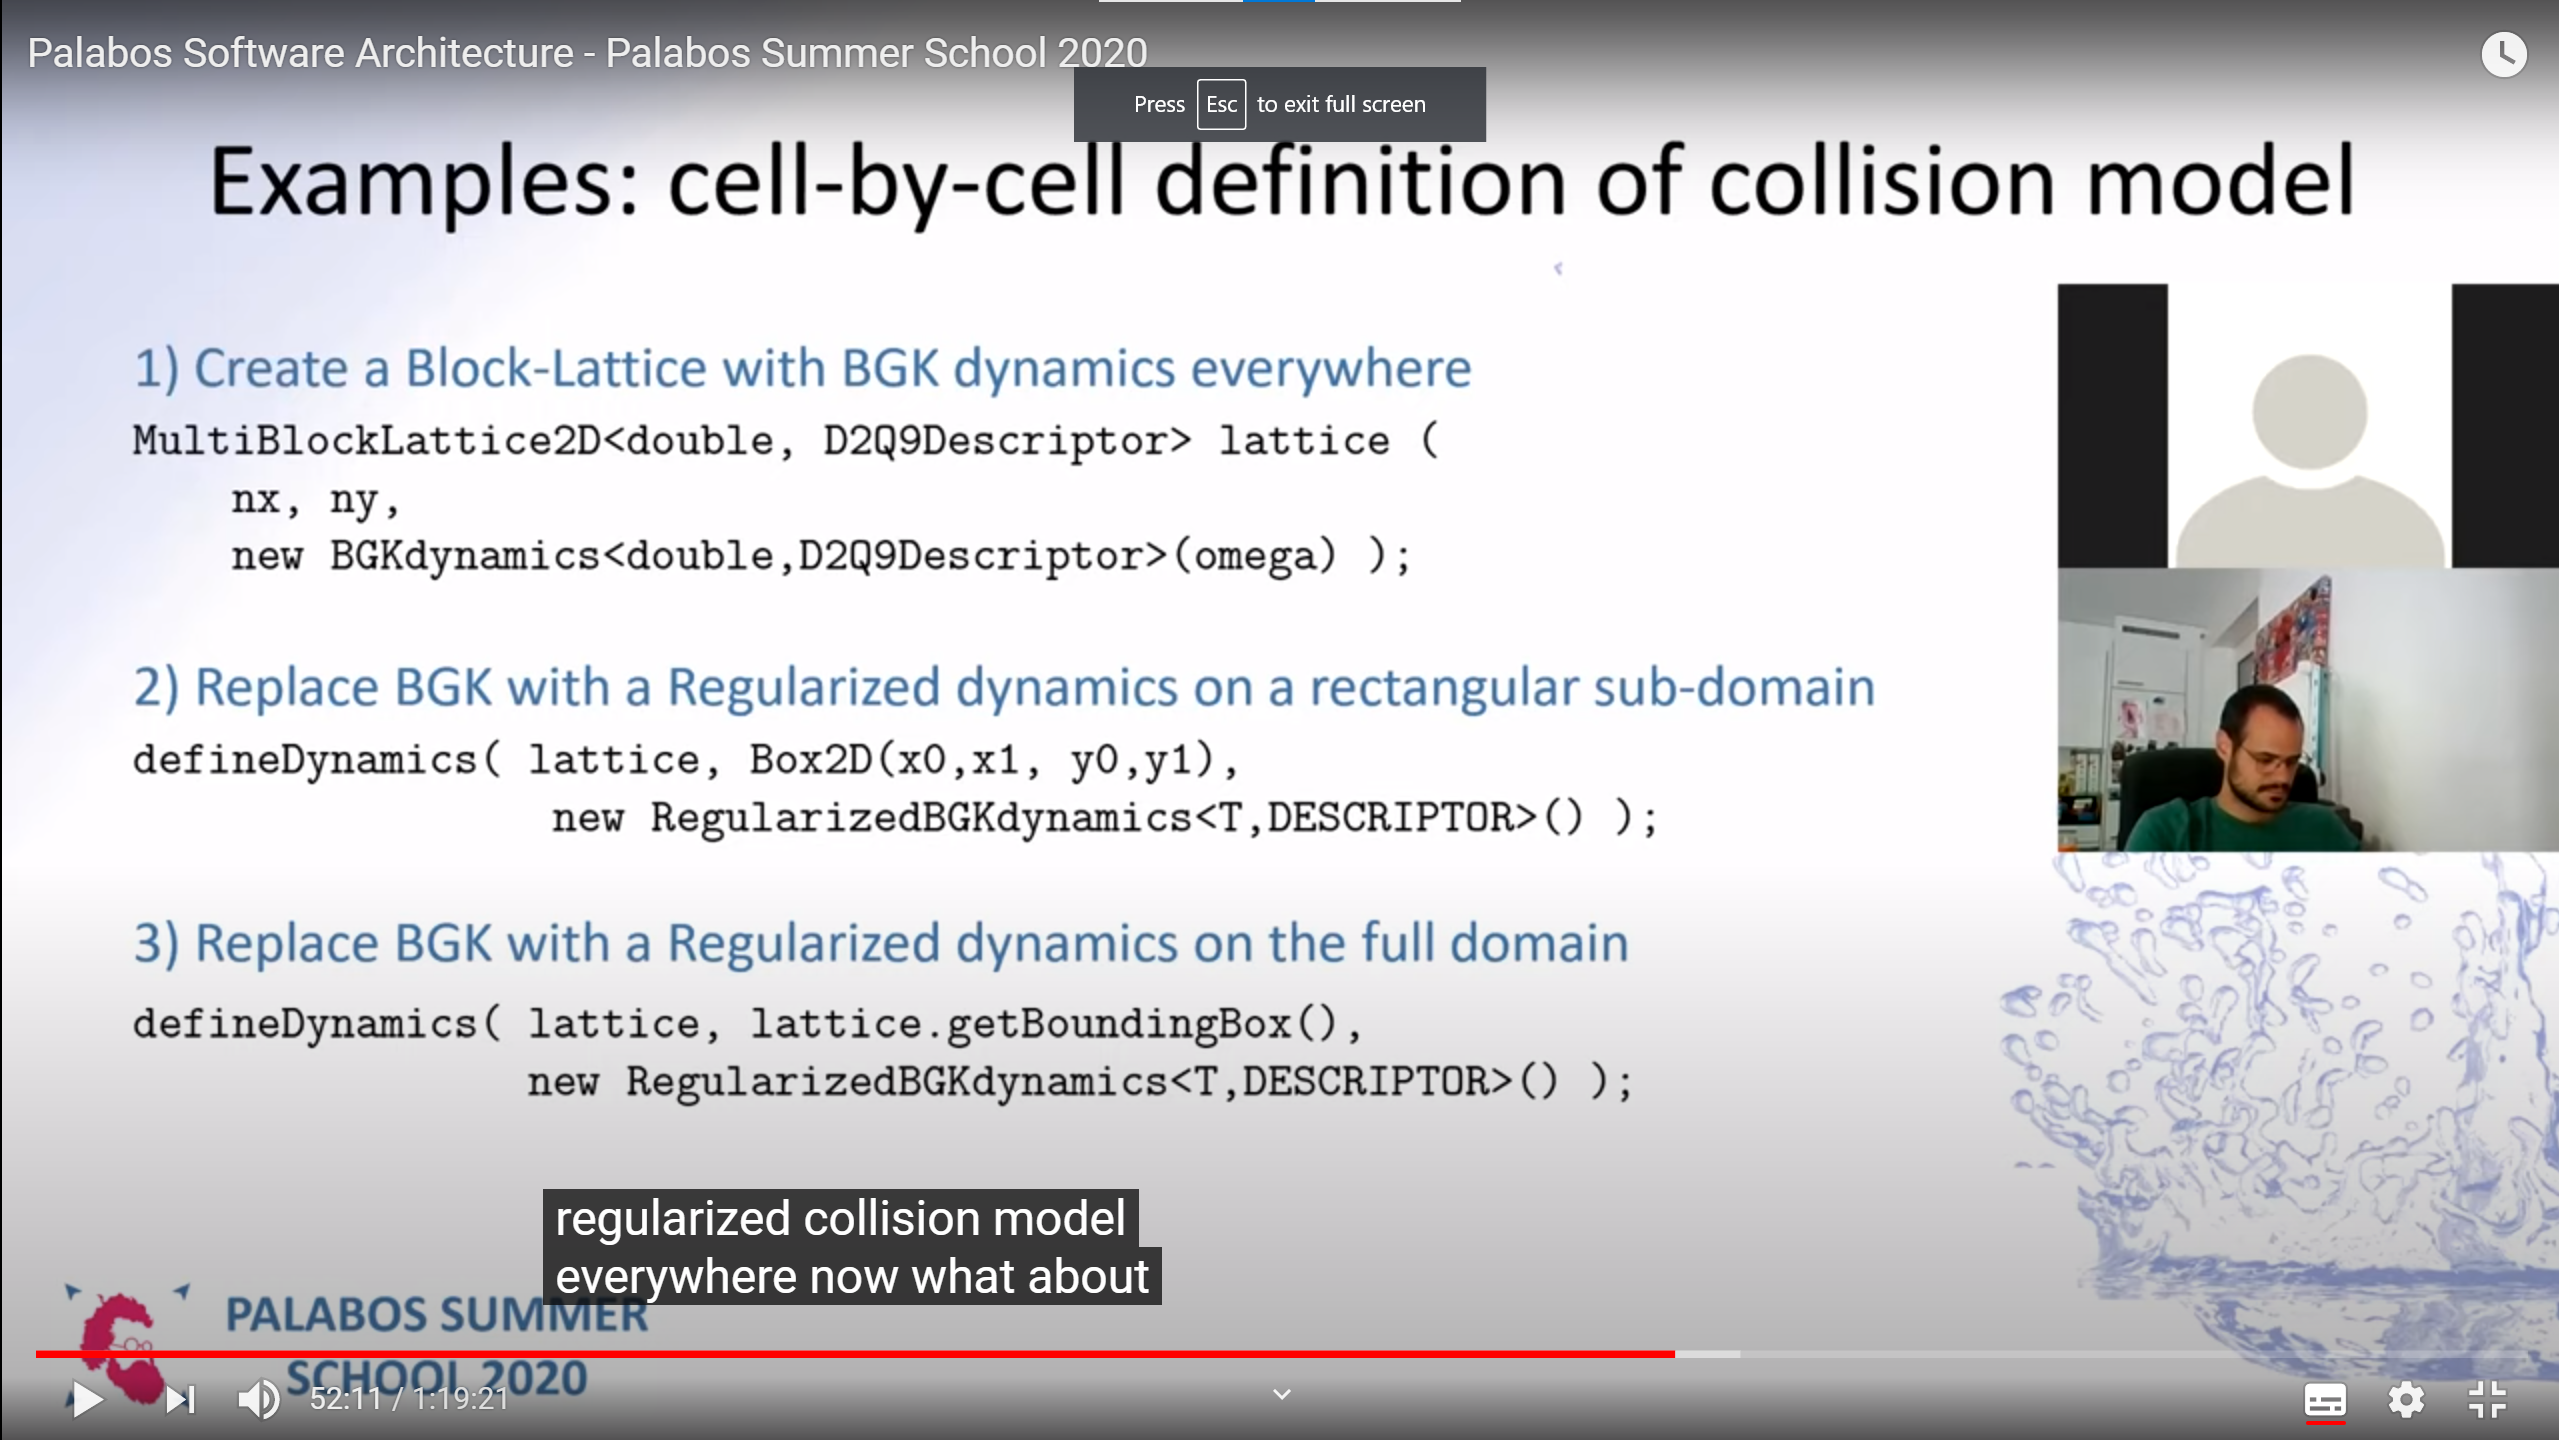 Palabos Software Architecture - Palabos Summer School 2020
Press Esc to exit full screen
Examples: cell-by-cell definition of collision model
1) Create a Block-Lattice with BGK dynamics everywhere
MultiBlockLattice2D<double, D2Q9Descriptor> lattice (
nx, ny,
new BGKdynamics<double,D2Q9Descriptor>(omega) );
2) Replace BGK with a Regularized dynamics on a rectangular sub-domain
defineDynamics( lattice, Box2D(x0,x1, y0,y1),
new RegularizedBGKdynamics<T,DESCRIPTOR>() );
3) Replace BGK with a Regularized dynamics on the full domain
defineDynamics( lattice, lattice.getBoundingBox(),
new RegularizedBGKdynamics<T,DESCRIPTOR>() );
regularized collision model
everywhere now what about
PALABOS SUMMER
SCHOOL 2020
52:11 / 1:19:21